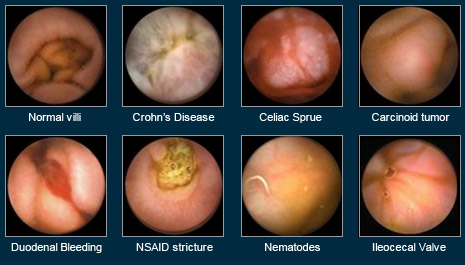 Normal villi
Crohn's Disease
Celiac Sprue
Carcinoid tumor
Duodenal Bleeding
NSAID stricture
Nematodes
Ileocecal Valve